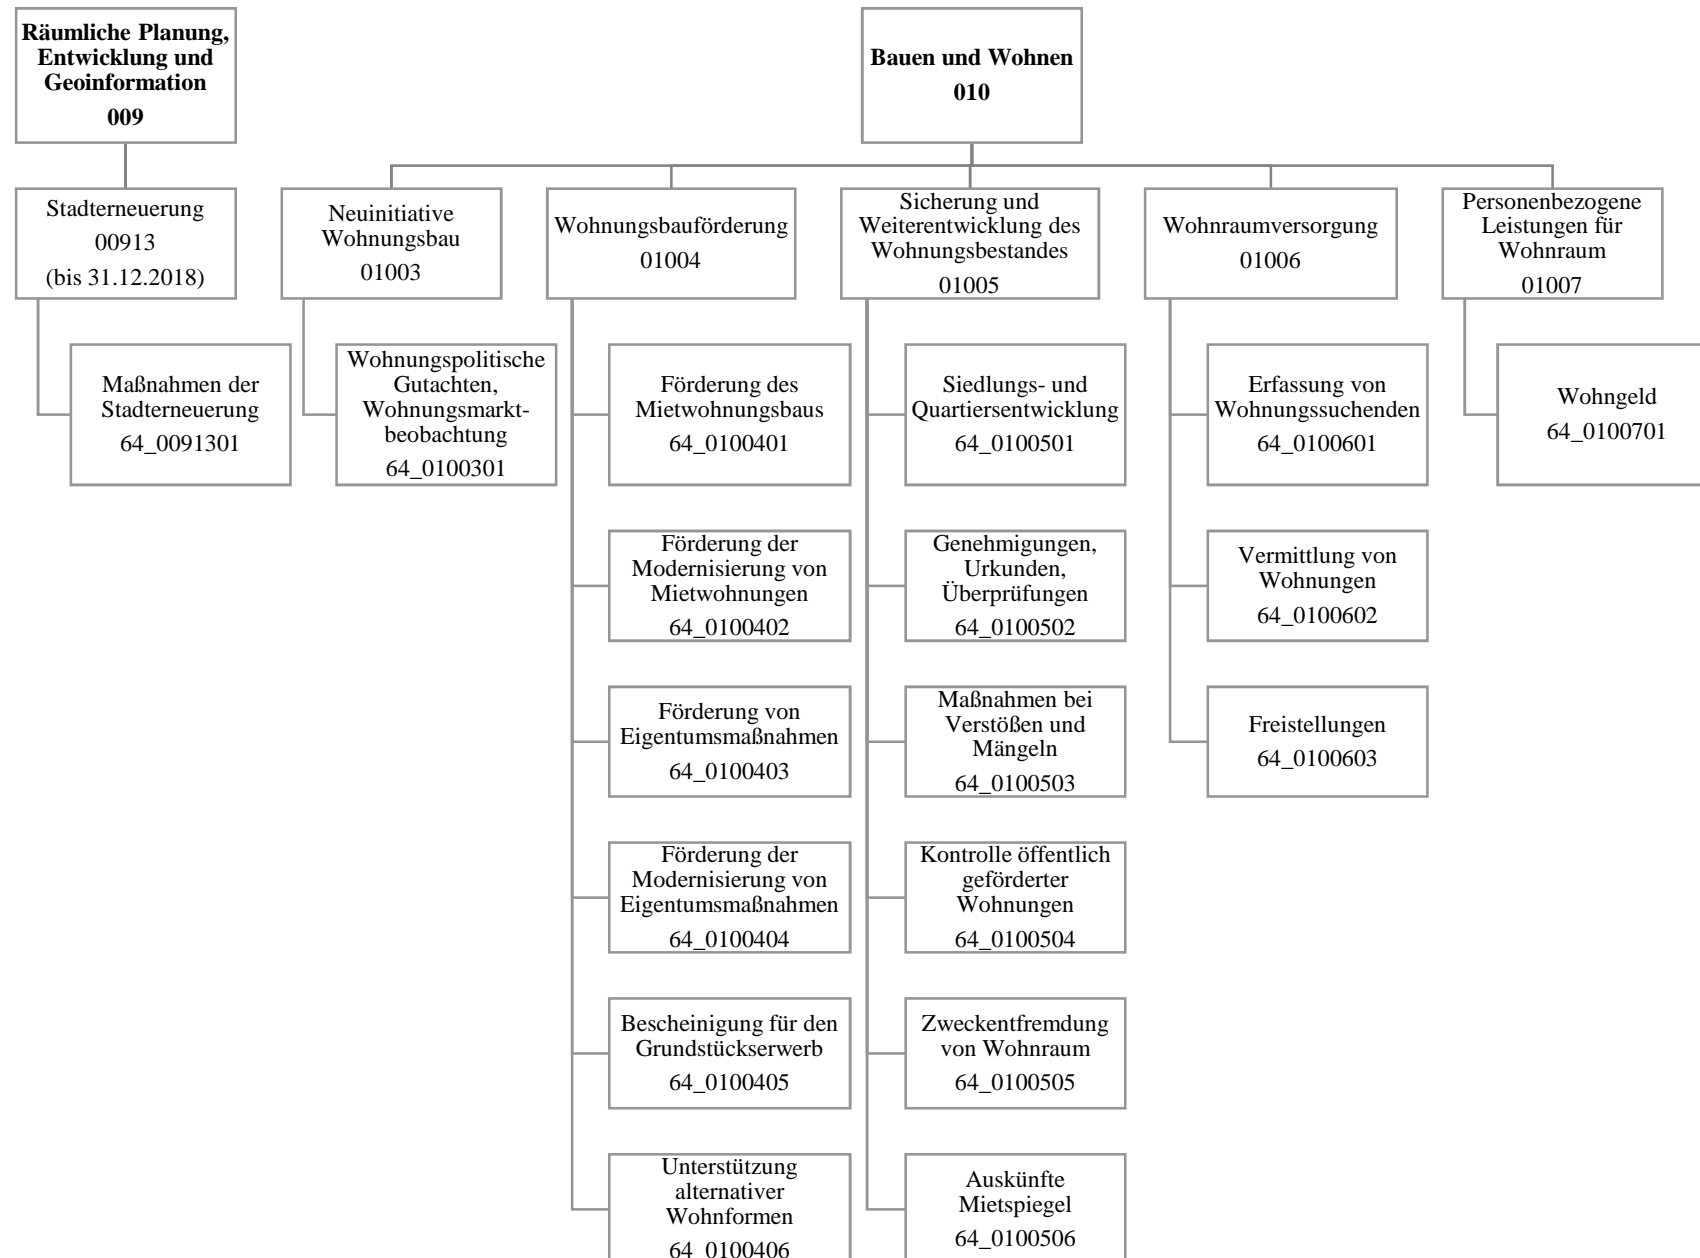 Räumliche Planung,
Entwicklung und
Geoinformation
009
Bauen und Wohnen
010
Stadterneuerung
00913
(bis 31.12.2018)
Neuinitiative
Wohnungsbau
01003
Wohnungsbauförderung
01004
Sicherung und
Weiterentwicklung des
Wohnungsbestandes
01005
Wohnraumversorgung
01006
Personenbezogene
Leistungen für
Wohnraum
01007
Maßnahmen der
Stadterneuerung
64_0091301
Wohnungspolitische
Gutachten,
Wohnungsmarkt-
beobachtung
64_0100301
Förderung des
Mietwohnungsbaus
64_0100401
Siedlungs- und
Quartiersentwicklung
64_0100501
Erfassung von
Wohnungssuchenden
64_0100601
Wohngeld
64_0100701
Förderung der
Modernisierung von
Mietwohnungen
64_0100402
Genehmigungen,
Urkunden,
Überprüfungen
64_0100502
Vermittlung von
Wohnungen
64_0100602
Förderung von
Eigentumsmaßnahmen
64_0100403
Maßnahmen bei
Verstößen und
Mängeln
64_0100503
Freistellungen
64_0100603
Förderung der
Modernisierung von
Eigentumsmaßnahmen
64_0100404
Kontrolle öffentlich
geförderter
Wohnungen
64_0100504
Bescheinigung für den
Grundstückserwerb
64_0100405
Zweckentfremdung
von Wohnraum
64_0100505
Unterstützung
alternativer
Wohnformen
64_0100406
Auskünfte
Mietspiegel
64_0100506